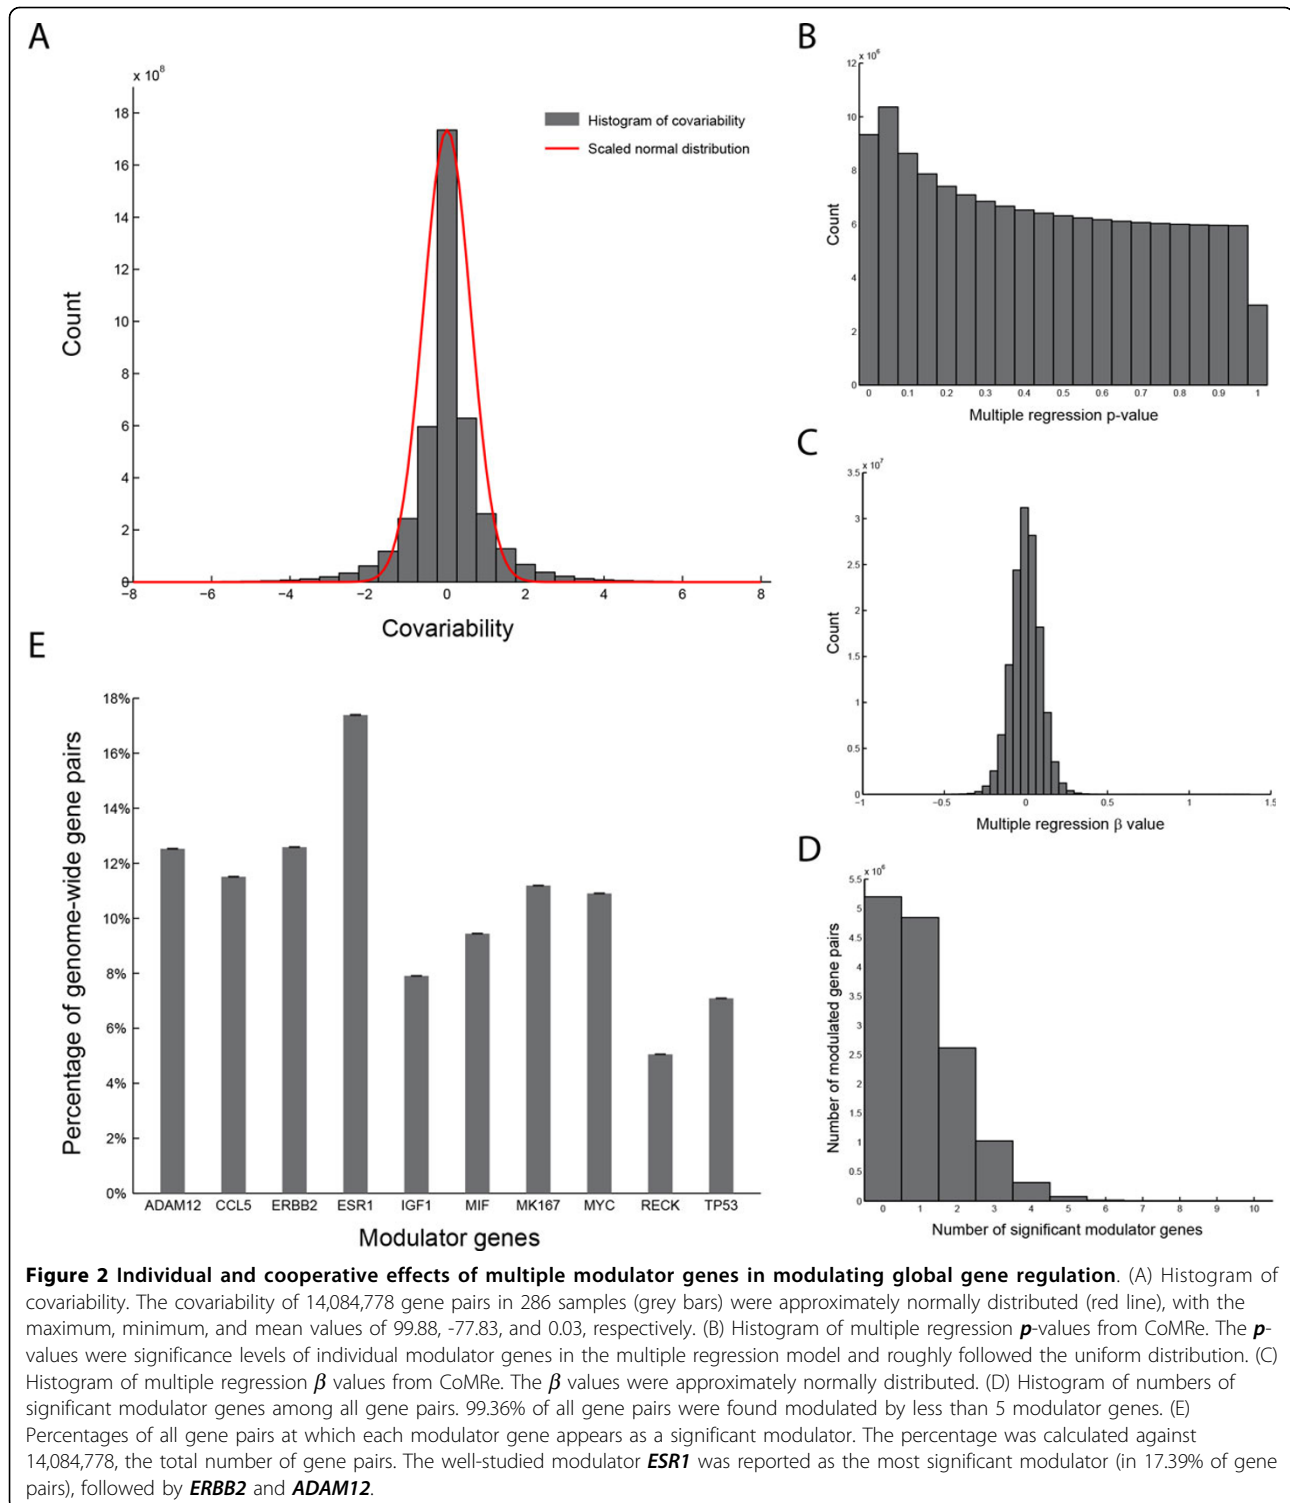 A
x 10⁸
18
16
14
12
10
8
6
4
2
0
−8
−6
−4
−2
0
2
4
6
8
Count
Covariability
Histogram of covariability
Scaled normal distribution
B
x 10⁶
12
10
8
6
4
2
0
0
0.1
0.2
0.3
0.4
0.5
0.6
0.7
0.8
0.9
1
Count
Multiple regression p-value
C
x 10⁷
3.5
3
2.5
2
1.5
1
0.5
0
−1
−0.5
0
0.5
1
1.5
Count
Multiple regression β value
D
x 10⁶
5.5
5
4.5
4
3.5
3
2.5
2
1.5
1
0.5
0
0
1
2
3
4
5
6
7
8
9
10
Number of modulated gene pairs
Number of significant modulator genes
E
18%
16%
14%
12%
10%
8%
6%
4%
2%
0%
ADAM12 CCL5 ERBB2 ESR1 IGF1 MIF MK167 MYC RECK TP53
Percentage of genome-wide gene pairs
Modulator genes
Figure 2 Individual and cooperative effects of multiple modulator genes in modulating global gene regulation. (A) Histogram of
covariability. The covariability of 14,084,778 gene pairs in 286 samples (grey bars) were approximately normally distributed (red line), with the
maximum, minimum, and mean values of 99.88, -77.83, and 0.03, respectively. (B) Histogram of multiple regression p-values from CoMRe. The p-
values were significance levels of individual modulator genes in the multiple regression model and roughly followed the uniform distribution. (C)
Histogram of multiple regression β values from CoMRe. The β values were approximately normally distributed. (D) Histogram of numbers of
significant modulator genes among all gene pairs. 99.36% of all gene pairs were found modulated by less than 5 modulator genes. (E)
Percentages of all gene pairs at which each modulator gene appears as a significant modulator. The percentage was calculated against
14,084,778, the total number of gene pairs. The well-studied modulator ESR1 was reported as the most significant modulator (in 17.39% of gene
pairs), followed by ERBB2 and ADAM12.